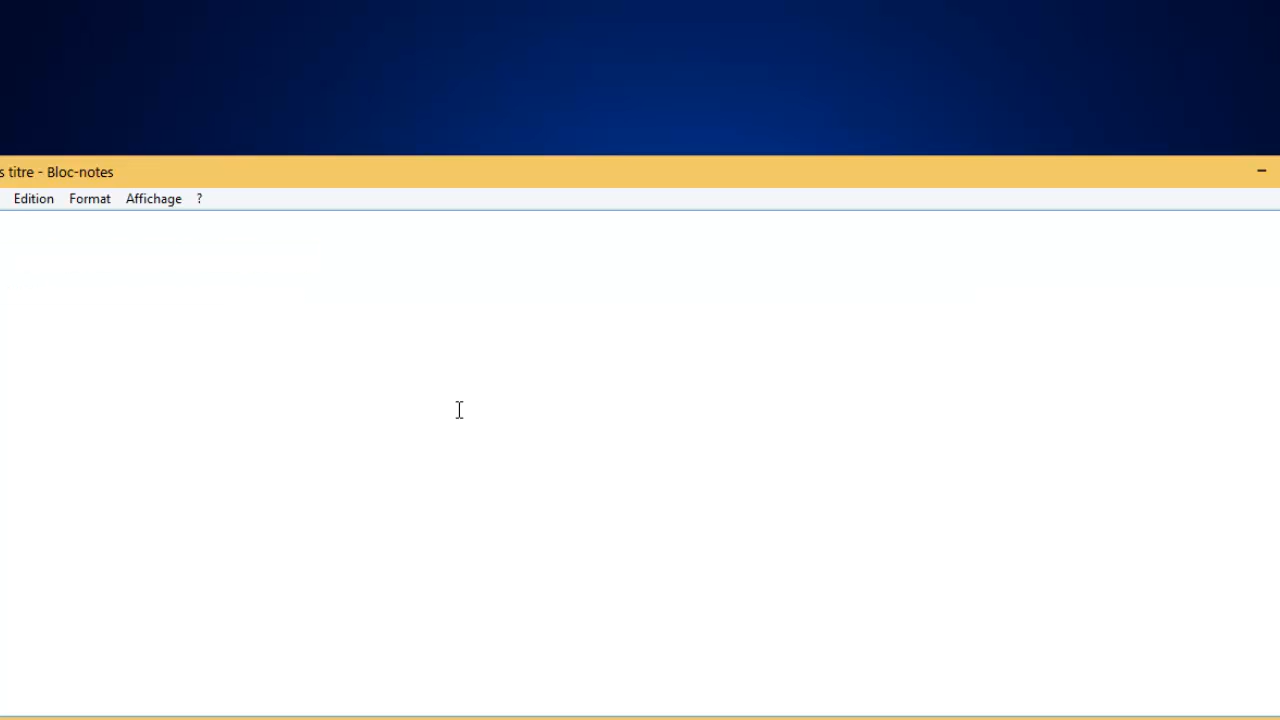 s titre - Bloc-notes
Edition Format Affichage ?